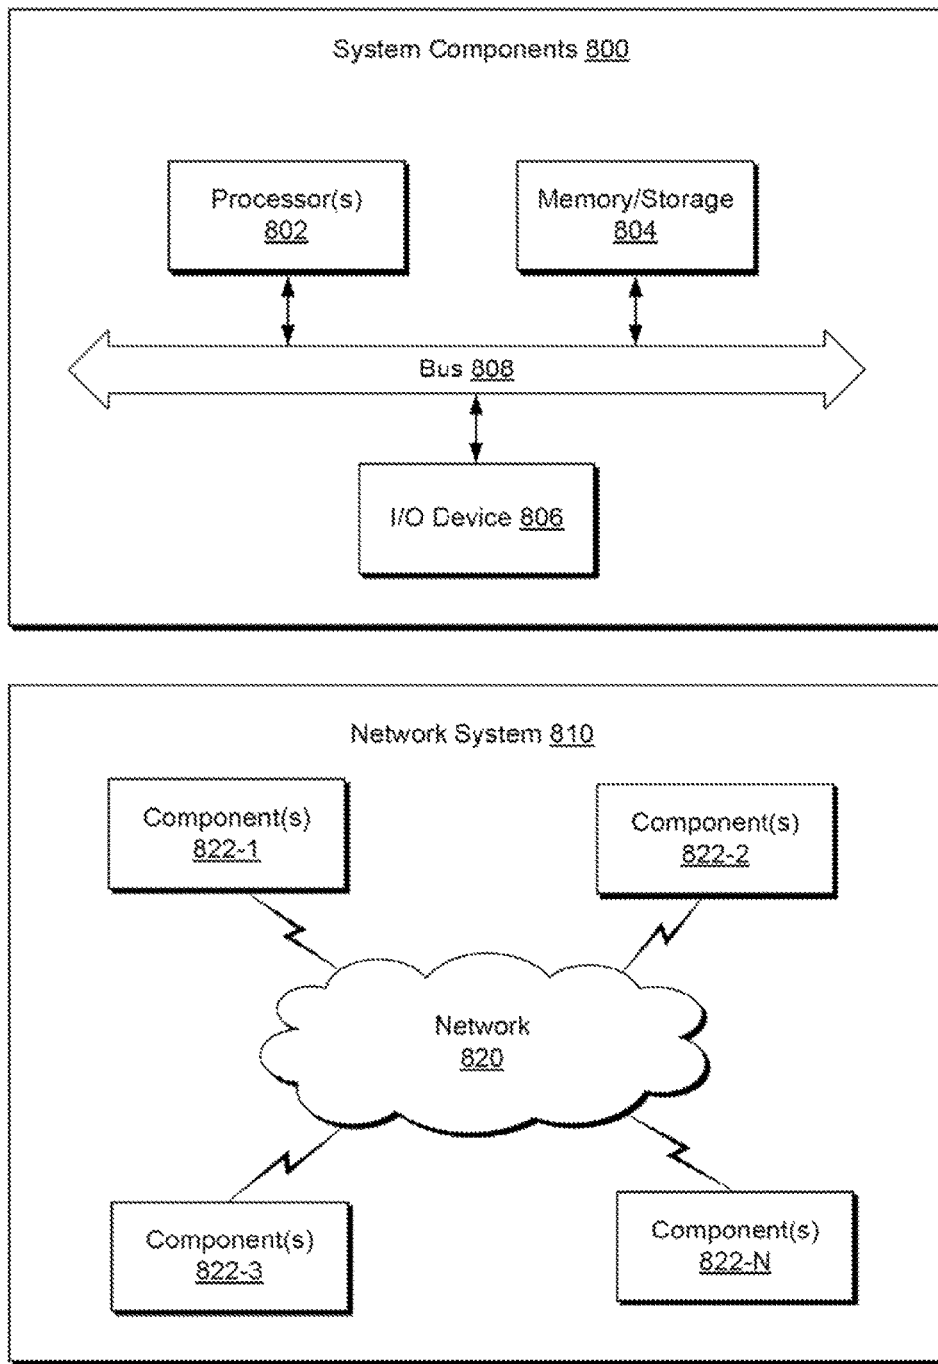 System Components 800
Processor(s)
802
Memory/Storage
804
Bus 808
I/O Device 806
Network System 810
Component(s)
822-1
Component(s)
822-2
Network
820
Component(s)
822-3
Component(s)
822-N